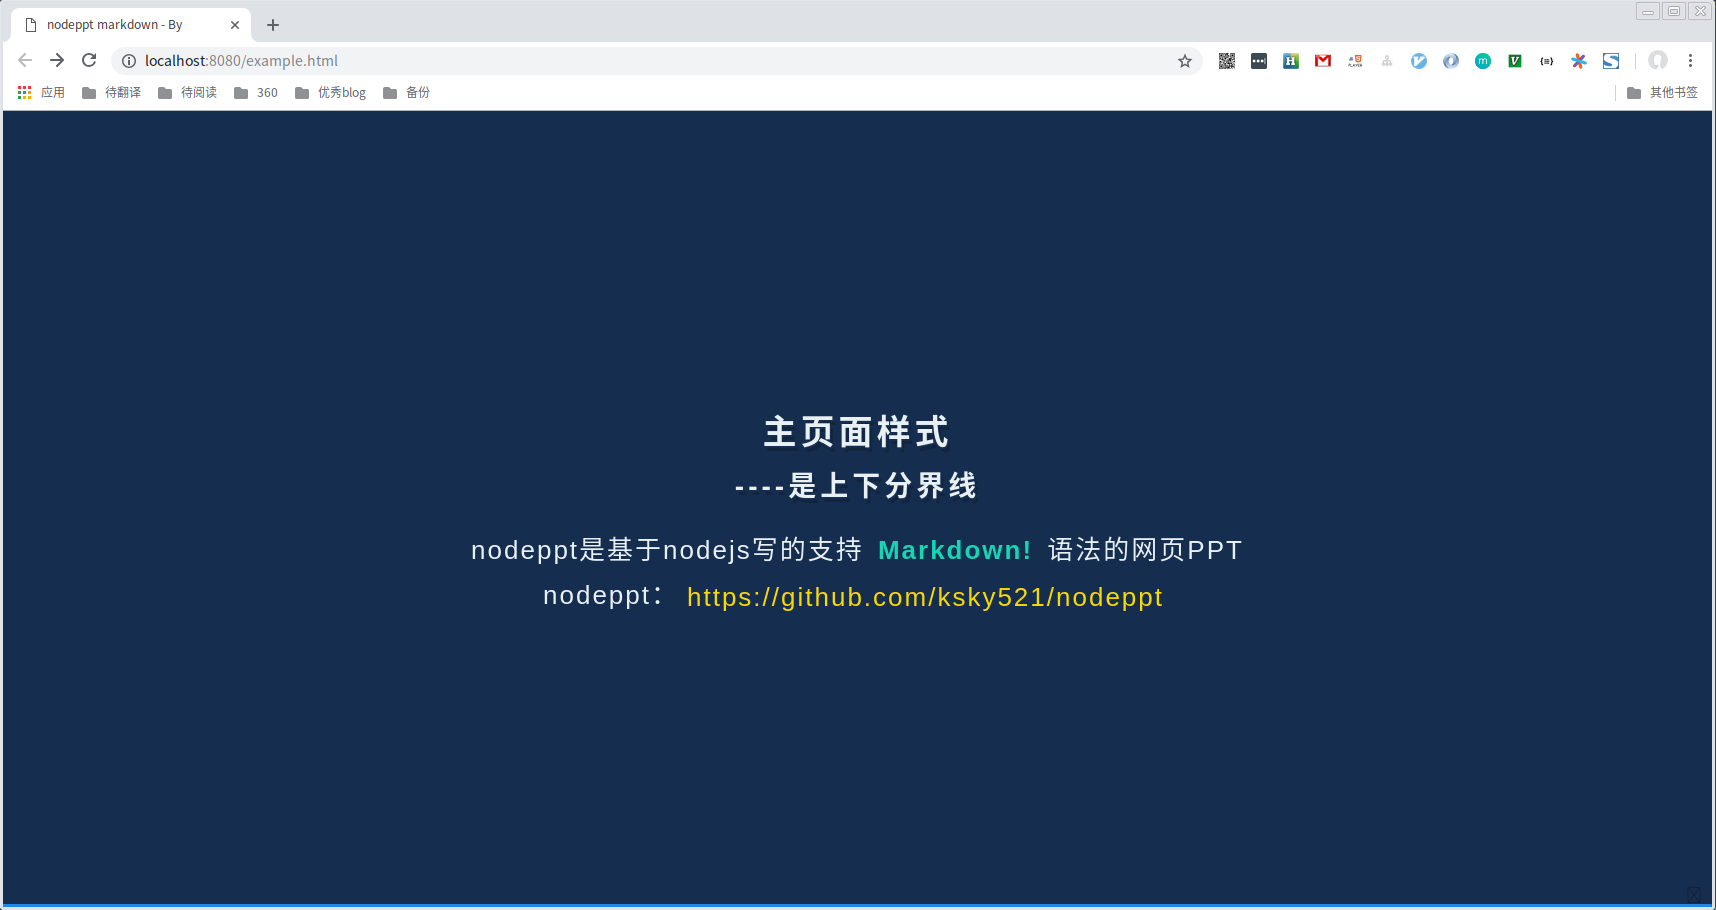 nodeppt markdown - By
localhost:8080/example.html
应用 待翻译 待阅读 360 优秀blog 备份 其他书签
主页面样式
----是上下分界线
nodeppt是基于nodejs写的支持 Markdown! 语法的网页PPT
nodeppt： https://github.com/ksky521/nodeppt